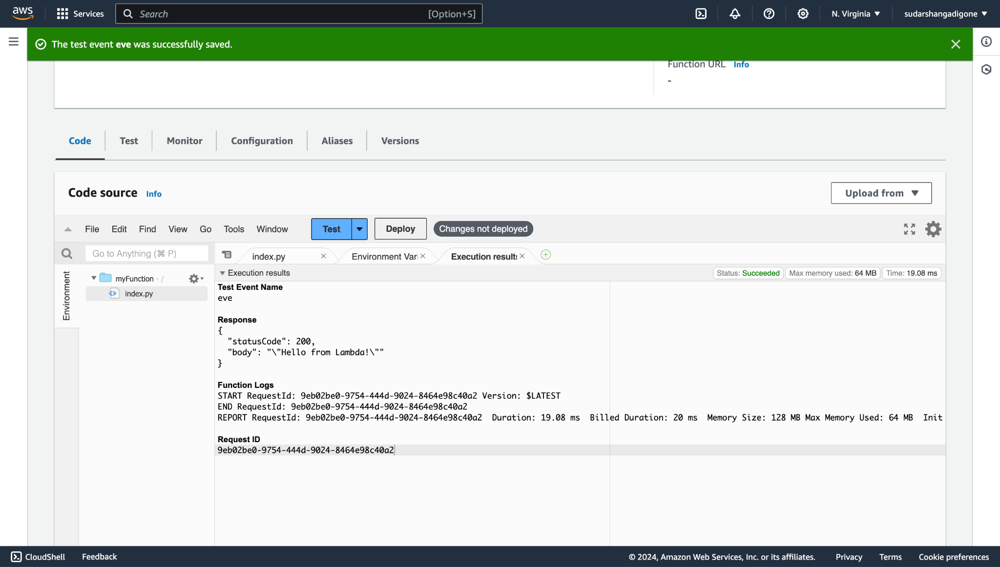 aws
Services
Search [Option+S]
N. Virginia
sudarshangadigone
The test event eve was successfully saved.
Function URL Info
-
Code
Test
Monitor
Configuration
Aliases
Versions
Code source Info
Upload from
File Edit Find View Go Tools Window
Test
Deploy
Changes not deployed
Go to Anything (⌘ P)
index.py
Environment Vari
Execution results
Environment
myFunction - /
index.py
Execution results
Status: Succeeded
Max memory used: 64 MB
Time: 19.08 ms
Test Event Name
eve
Response
{
"statusCode": 200,
"body": "\"Hello from Lambda!\""
}
Function Logs
START RequestId: 9eb02be0-9754-444d-9024-8464e98c40a2 Version: $LATEST
END RequestId: 9eb02be0-9754-444d-9024-8464e98c40a2
REPORT RequestId: 9eb02be0-9754-444d-9024-8464e98c40a2 Duration: 19.08 ms Billed Duration: 20 ms Memory Size: 128 MB Max Memory Used: 64 MB Init
Request ID
9eb02be0-9754-444d-9024-8464e98c40a2
CloudShell
Feedback
© 2024, Amazon Web Services, Inc. or its affiliates.
Privacy
Terms
Cookie preferences